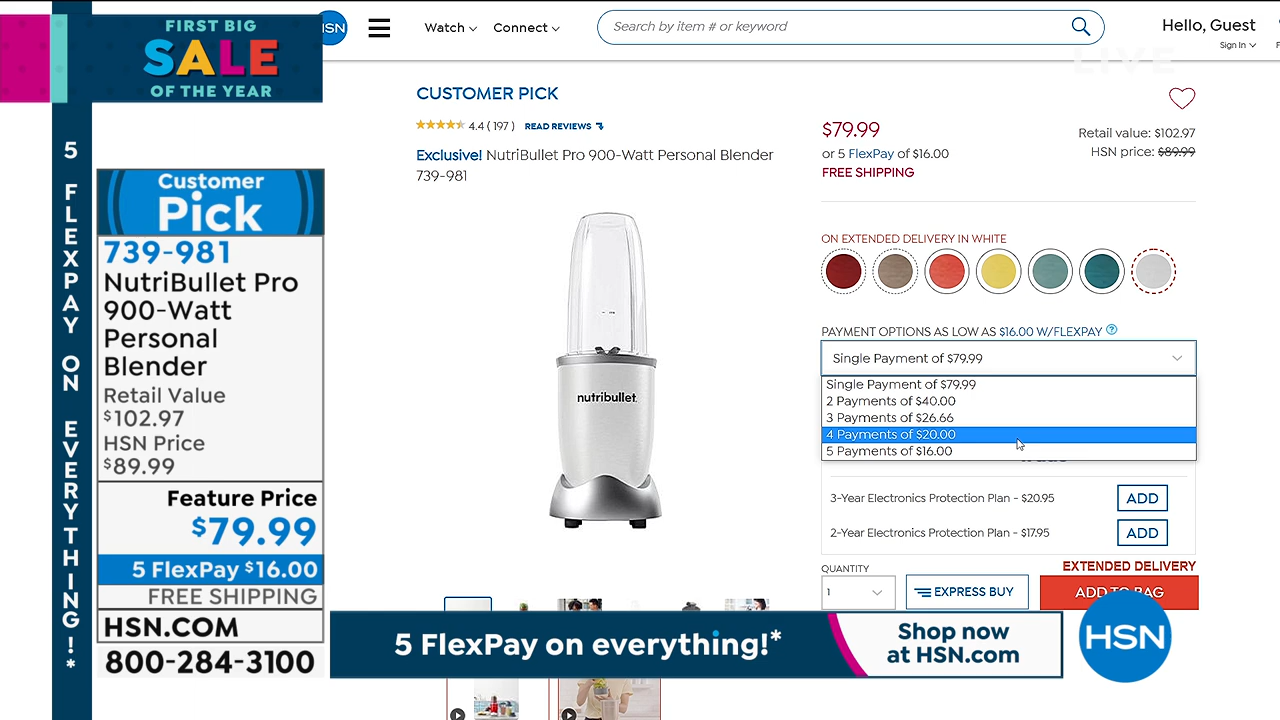 FIRST BIG
SALE
OF THE YEAR
5 FLEXPAY ON EVERYTHING!*
Customer
Pick
739-981
NutriBullet Pro
900-Watt
Personal
Blender
Retail Value
$102.97
HSN Price
$89.99
Feature Price
$79.99
5 FlexPay $16.00
FREE SHIPPING
HSN.COM
800-284-3100
HSN
Watch
Connect
Search by item # or keyword
Hello, Guest
Sign In
LIVE
CUSTOMER PICK
4.4 ( 197 ) READ REVIEWS
Exclusive! NutriBullet Pro 900-Watt Personal Blender
739-981
nutribullet.
$79.99
or 5 FlexPay of $16.00
FREE SHIPPING
Retail value: $102.97
HSN price: $89.99
ON EXTENDED DELIVERY IN WHITE
PAYMENT OPTIONS AS LOW AS $16.00 W/FLEXPAY ?
Single Payment of $79.99
Single Payment of $79.99
2 Payments of $40.00
3 Payments of $26.66
4 Payments of $20.00
5 Payments of $16.00
3-Year Electronics Protection Plan - $20.95 ADD
2-Year Electronics Protection Plan - $17.95 ADD
EXTENDED DELIVERY
QUANTITY
1
EXPRESS BUY
ADD TO BAG
5 FlexPay on everything!*
Shop now
at HSN.com
HSN